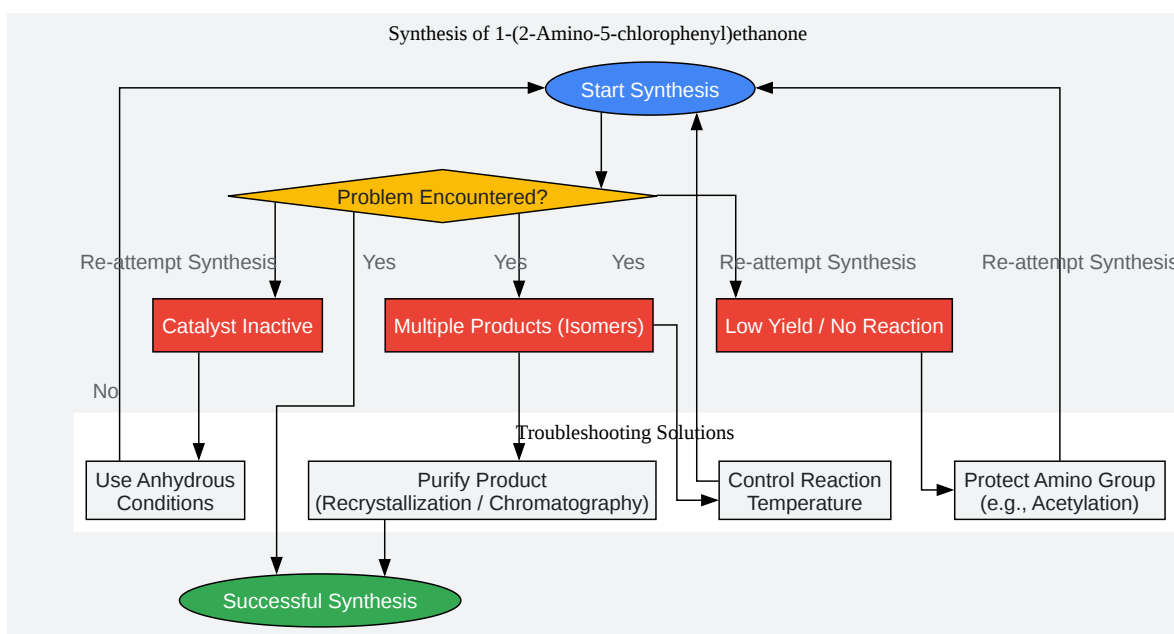 Synthesis of 1-(2-Amino-5-chlorophenyl)ethanone
Start Synthesis
Problem Encountered?
Re-attempt Synthesis
Yes
Yes
Yes
Re-attempt Synthesis
Re-attempt Synthesis
Catalyst Inactive
Multiple Products (Isomers)
Low Yield / No Reaction
No
Troubleshooting Solutions
Use Anhydrous
Conditions
Purify Product
(Recrystallization / Chromatography)
Control Reaction
Temperature
Protect Amino Group
(e.g., Acetylation)
Successful Synthesis